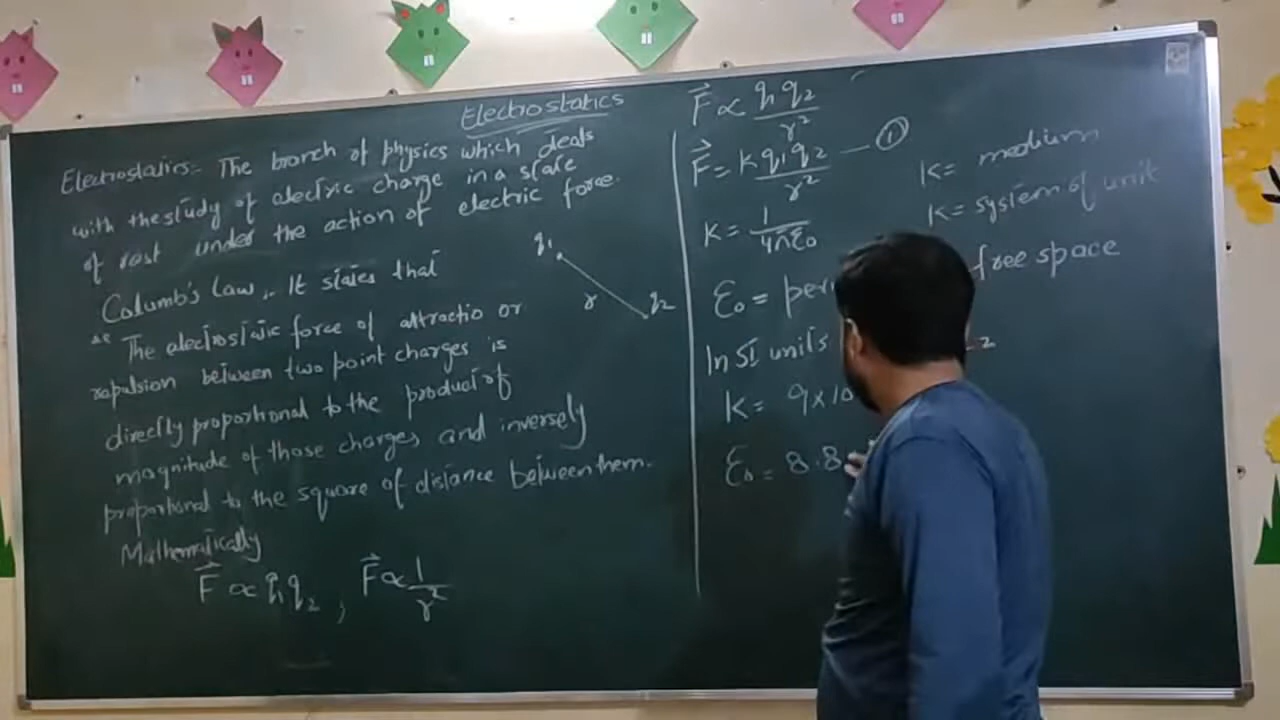 Electrostatics
Electrostatics:- The branch of physics which deals
with the study of electric charge in a state
of rest under the action of electric force.
Columb's Law:- It states that
"The electrostatic force of attractio or
repulsion between two point charges is
directly proportional to the product of
magnitude of those charges and inversely
proportional to the square of distance between them.
Mathematically
F⃗ ∝ q₁q₂ , F⃗ ∝ 1/r²
q₁
r
q₂
F⃗ ∝ q₁q₂/r²
F⃗ = K q₁q₂/r² — ①
K = 1/4πε₀
ε₀ = free space
In SI units
K = 9×10
ε₀ = 8.8
K = medium
K = system of unit